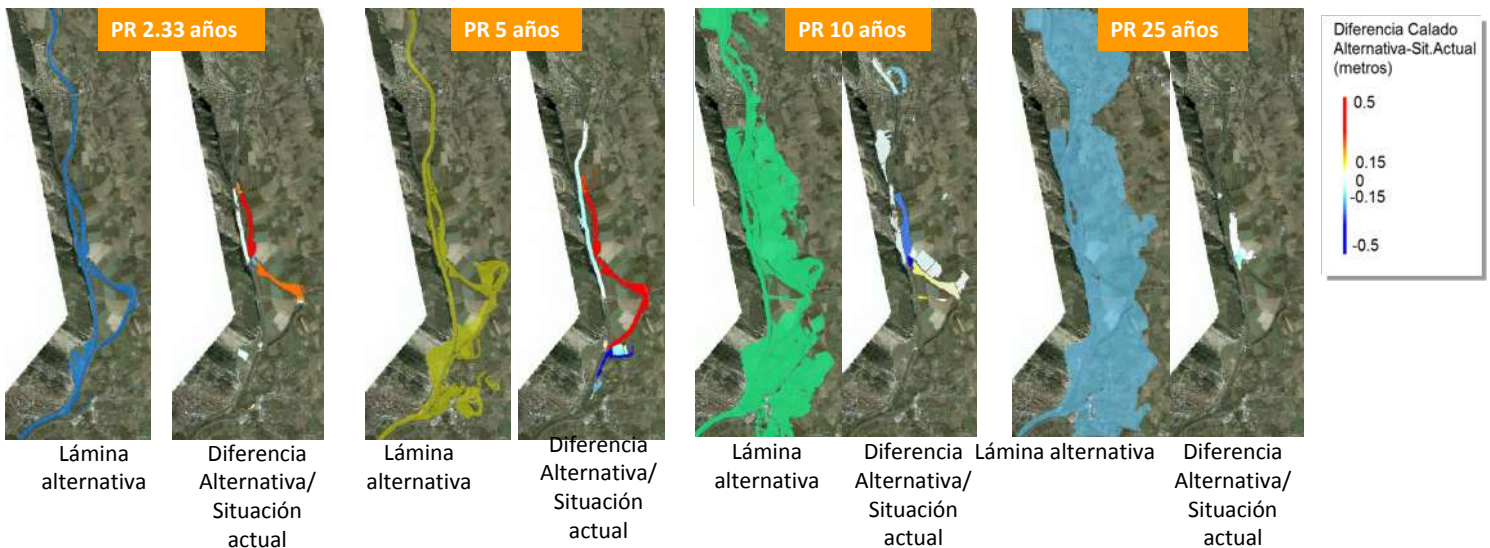 PR 2.33 años
PR 5 años
PR 10 años
PR 25 años
Diferencia Calado
Alternativa-Sit.Actual
(metros)
0.5
0.15
0
-0.15
-0.5
Lámina
alternativa
Diferencia
Alternativa/
Situación
actual
Lámina
alternativa
Diferencia
Alternativa/
Situación
actual
Lámina
alternativa
Diferencia
Alternativa/
Situación
actual
Lámina alternativa
Diferencia
Alternativa/
Situación
actual